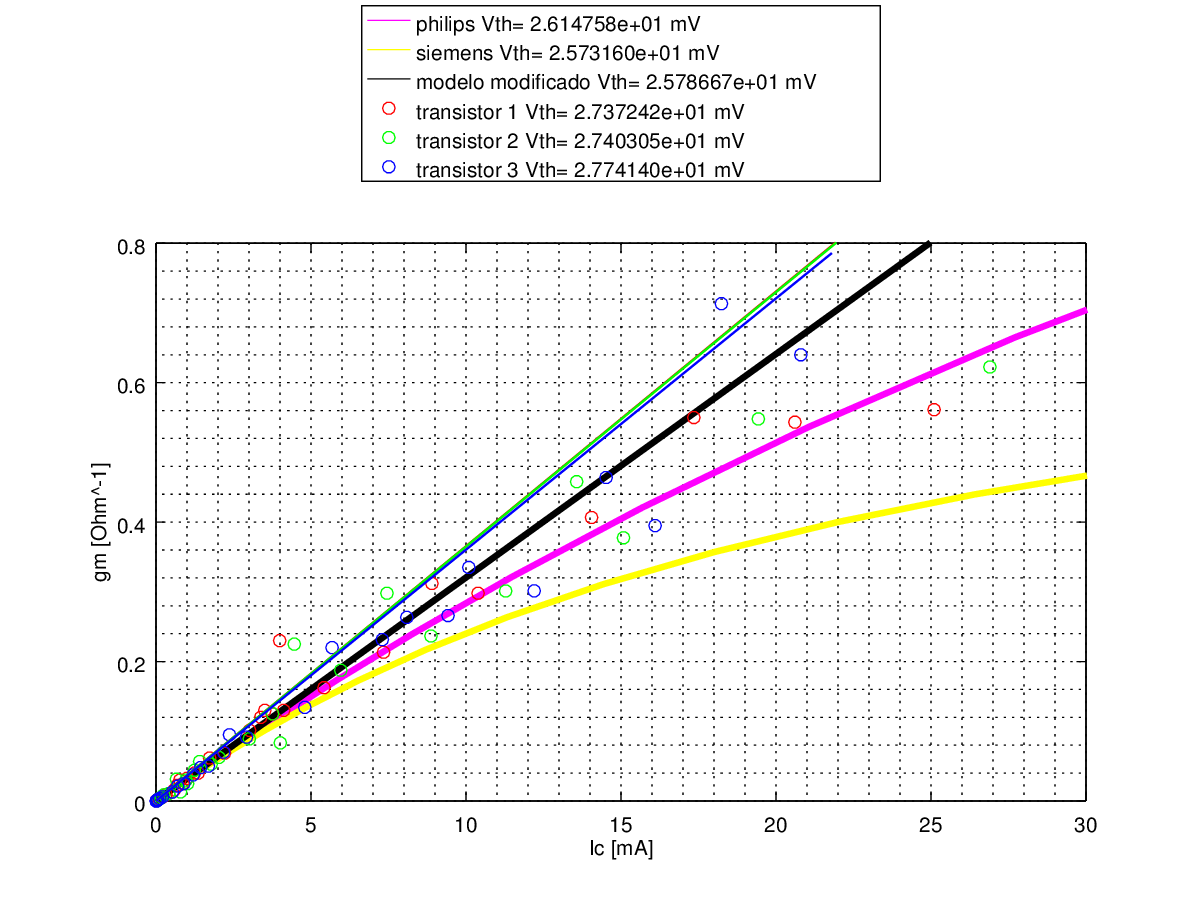 philips Vth= 2.614758e+01 mV
siemens Vth= 2.573160e+01 mV
modelo modificado Vth= 2.578667e+01 mV
transistor 1 Vth= 2.737242e+01 mV
transistor 2 Vth= 2.740305e+01 mV
transistor 3 Vth= 2.774140e+01 mV
0.8
0.6
0.4
0.2
0
gm [Ohm^-1]
0 5 10 15 20 25 30
Ic [mA]